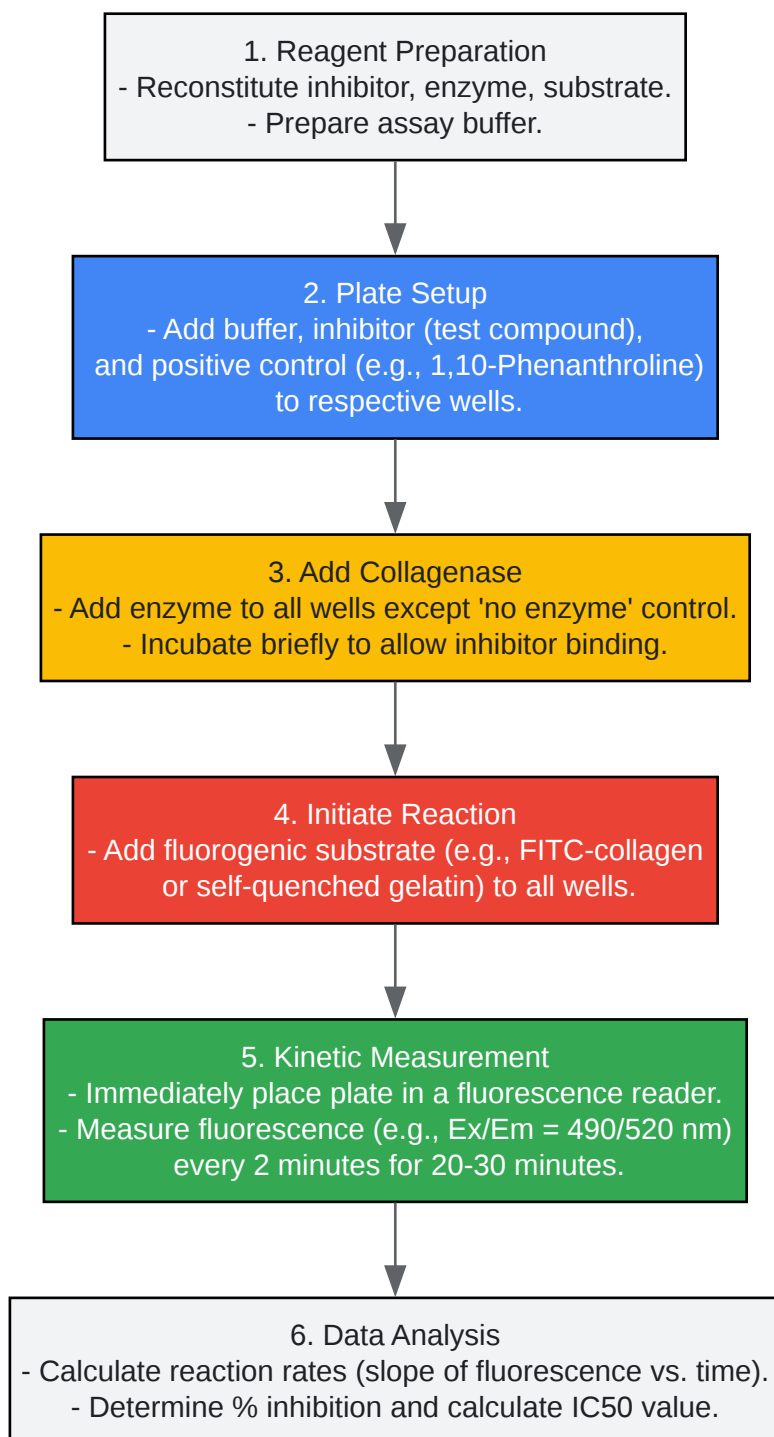 1. Reagent Preparation
- Reconstitute inhibitor, enzyme, substrate.
- Prepare assay buffer.
2. Plate Setup
- Add buffer, inhibitor (test compound),
and positive control (e.g., 1,10-Phenanthroline)
to respective wells.
3. Add Collagenase
- Add enzyme to all wells except 'no enzyme' control.
- Incubate briefly to allow inhibitor binding.
4. Initiate Reaction
- Add fluorogenic substrate (e.g., FITC-collagen
or self-quenched gelatin) to all wells.
5. Kinetic Measurement
- Immediately place plate in a fluorescence reader.
- Measure fluorescence (e.g., Ex/Em = 490/520 nm)
every 2 minutes for 20-30 minutes.
6. Data Analysis
- Calculate reaction rates (slope of fluorescence vs. time).
- Determine % inhibition and calculate IC50 value.